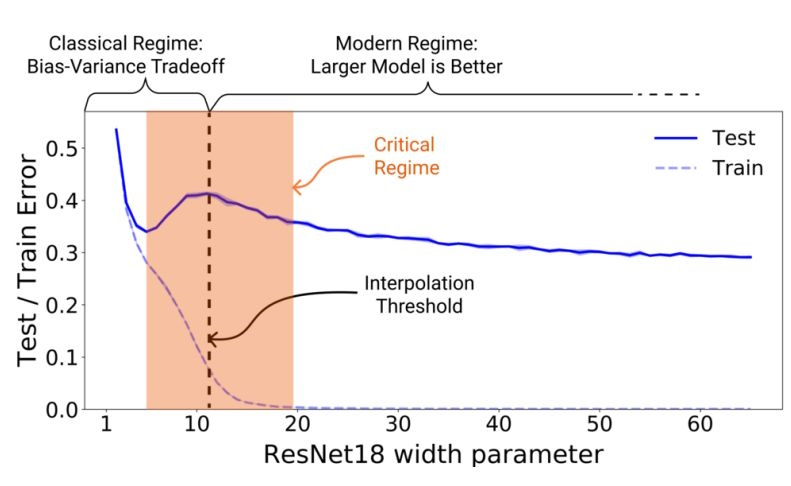 Classical Regime:
Bias-Variance Tradeoff
Modern Regime:
Larger Model is Better
Critical
Regime
Test
Train
Interpolation
Threshold
Test / Train Error
0.5
0.4
0.3
0.2
0.1
0.0
1
10
20
30
40
50
60
ResNet18 width parameter